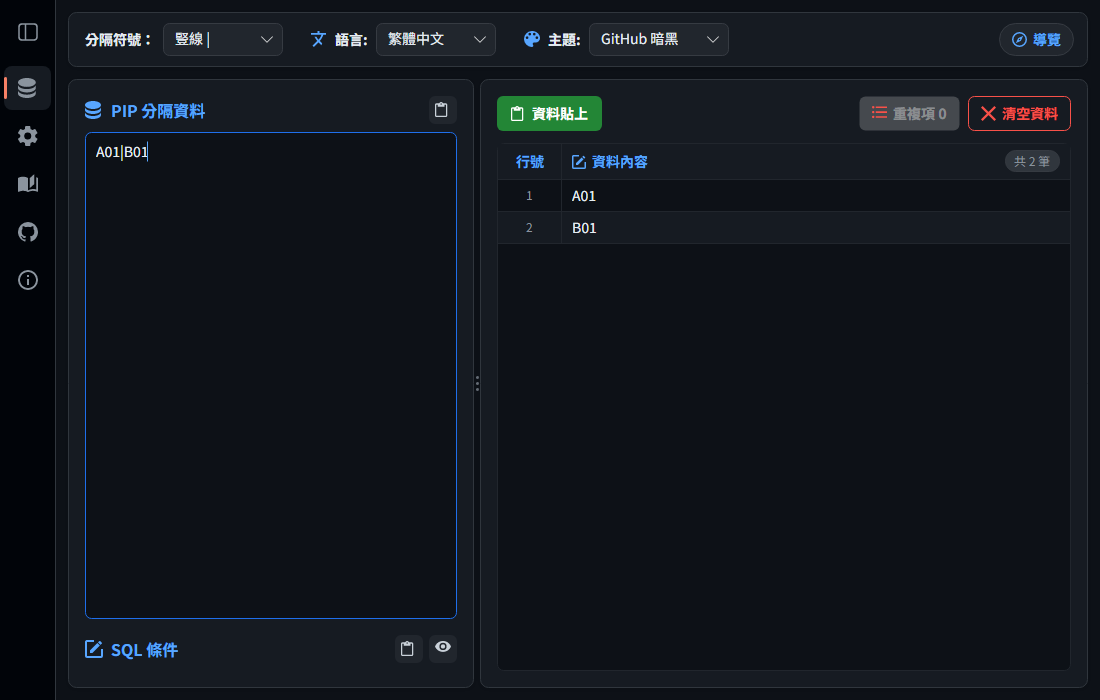 分隔符號： 豎線 | 語言: 繁體中文 主題: GitHub 暗黑 導覽
PIP 分隔資料
A01|B01
SQL 條件
資料貼上 重複項 0 清空資料
行號 資料內容 共 2 筆
1 A01
2 B01